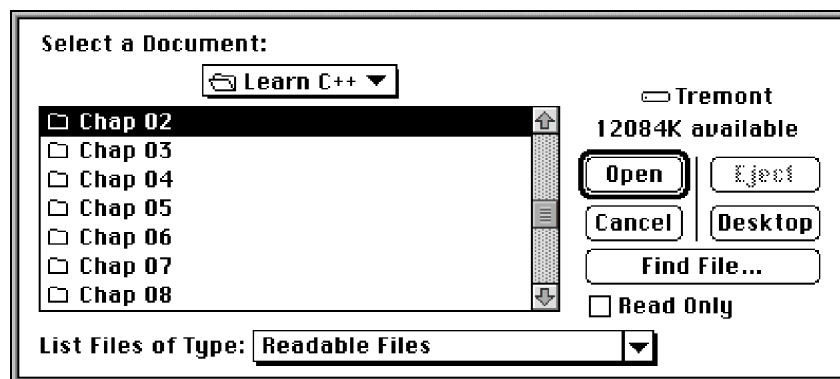 Select a Document:
Learn C++
Chap 02
Chap 03
Chap 04
Chap 05
Chap 06
Chap 07
Chap 08
Tremont
12084K available
Open
Eject
Cancel
Desktop
Find File...
Read Only
List Files of Type: Readable Files